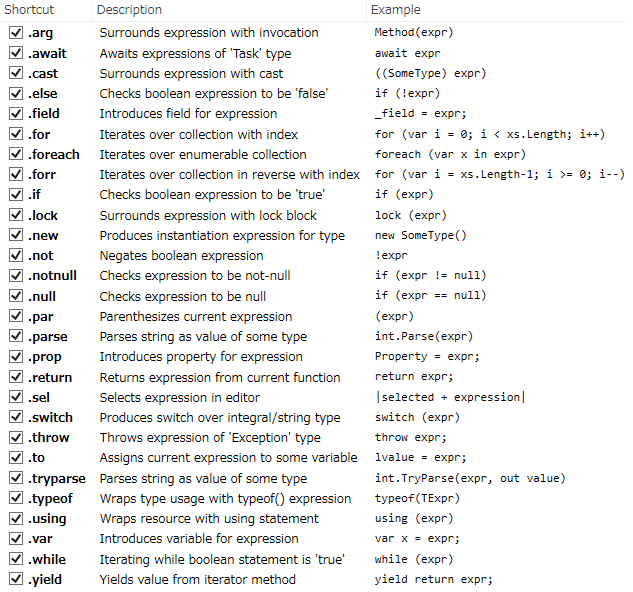 Shortcut Description Example
.arg Surrounds expression with invocation Method(expr)
.await Awaits expressions of 'Task' type await expr
.cast Surrounds expression with cast ((SomeType) expr)
.else Checks boolean expression to be 'false' if (!expr)
.field Introduces field for expression _field = expr;
.for Iterates over collection with index for (var i = 0; i < xs.Length; i++)
.foreach Iterates over enumerable collection foreach (var x in expr)
.forr Iterates over collection in reverse with index for (var i = xs.Length-1; i >= 0; i--)
.if Checks boolean expression to be 'true' if (expr)
.lock Surrounds expression with lock block lock (expr)
.new Produces instantiation expression for type new SomeType()
.not Negates boolean expression !expr
.notnull Checks expression to be not-null if (expr != null)
.null Checks expression to be null if (expr == null)
.par Parenthesizes current expression (expr)
.parse Parses string as value of some type int.Parse(expr)
.prop Introduces property for expression Property = expr;
.return Returns expression from current function return expr;
.sel Selects expression in editor |selected + expression|
.switch Produces switch over integral/string type switch (expr)
.throw Throws expression of 'Exception' type throw expr;
.to Assigns current expression to some variable lvalue = expr;
.tryparse Parses string as value of some type int.TryParse(expr, out value)
.typeof Wraps type usage with typeof() expression typeof(TExpr)
.using Wraps resource with using statement using (expr)
.var Introduces variable for expression var x = expr;
.while Iterating while boolean statement is 'true' while (expr)
.yield Yields value from iterator method yield return expr;